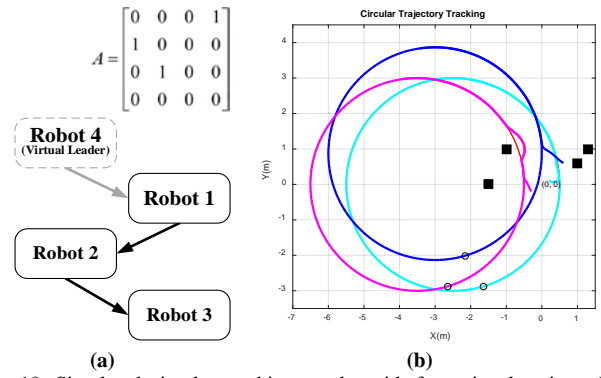 A =
0 0 0 1
1 0 0 0
0 1 0 0
0 0 0 0
Robot 4
(Virtual Leader)
Robot 1
Robot 2
Robot 3
(a)
Circular Trajectory Tracking
Y(m)
4
3
2
1
0
-1
-2
-3
(0, 0)
-7 -6 -5 -4 -3 -2 -1 0 1
X(m)
(b)